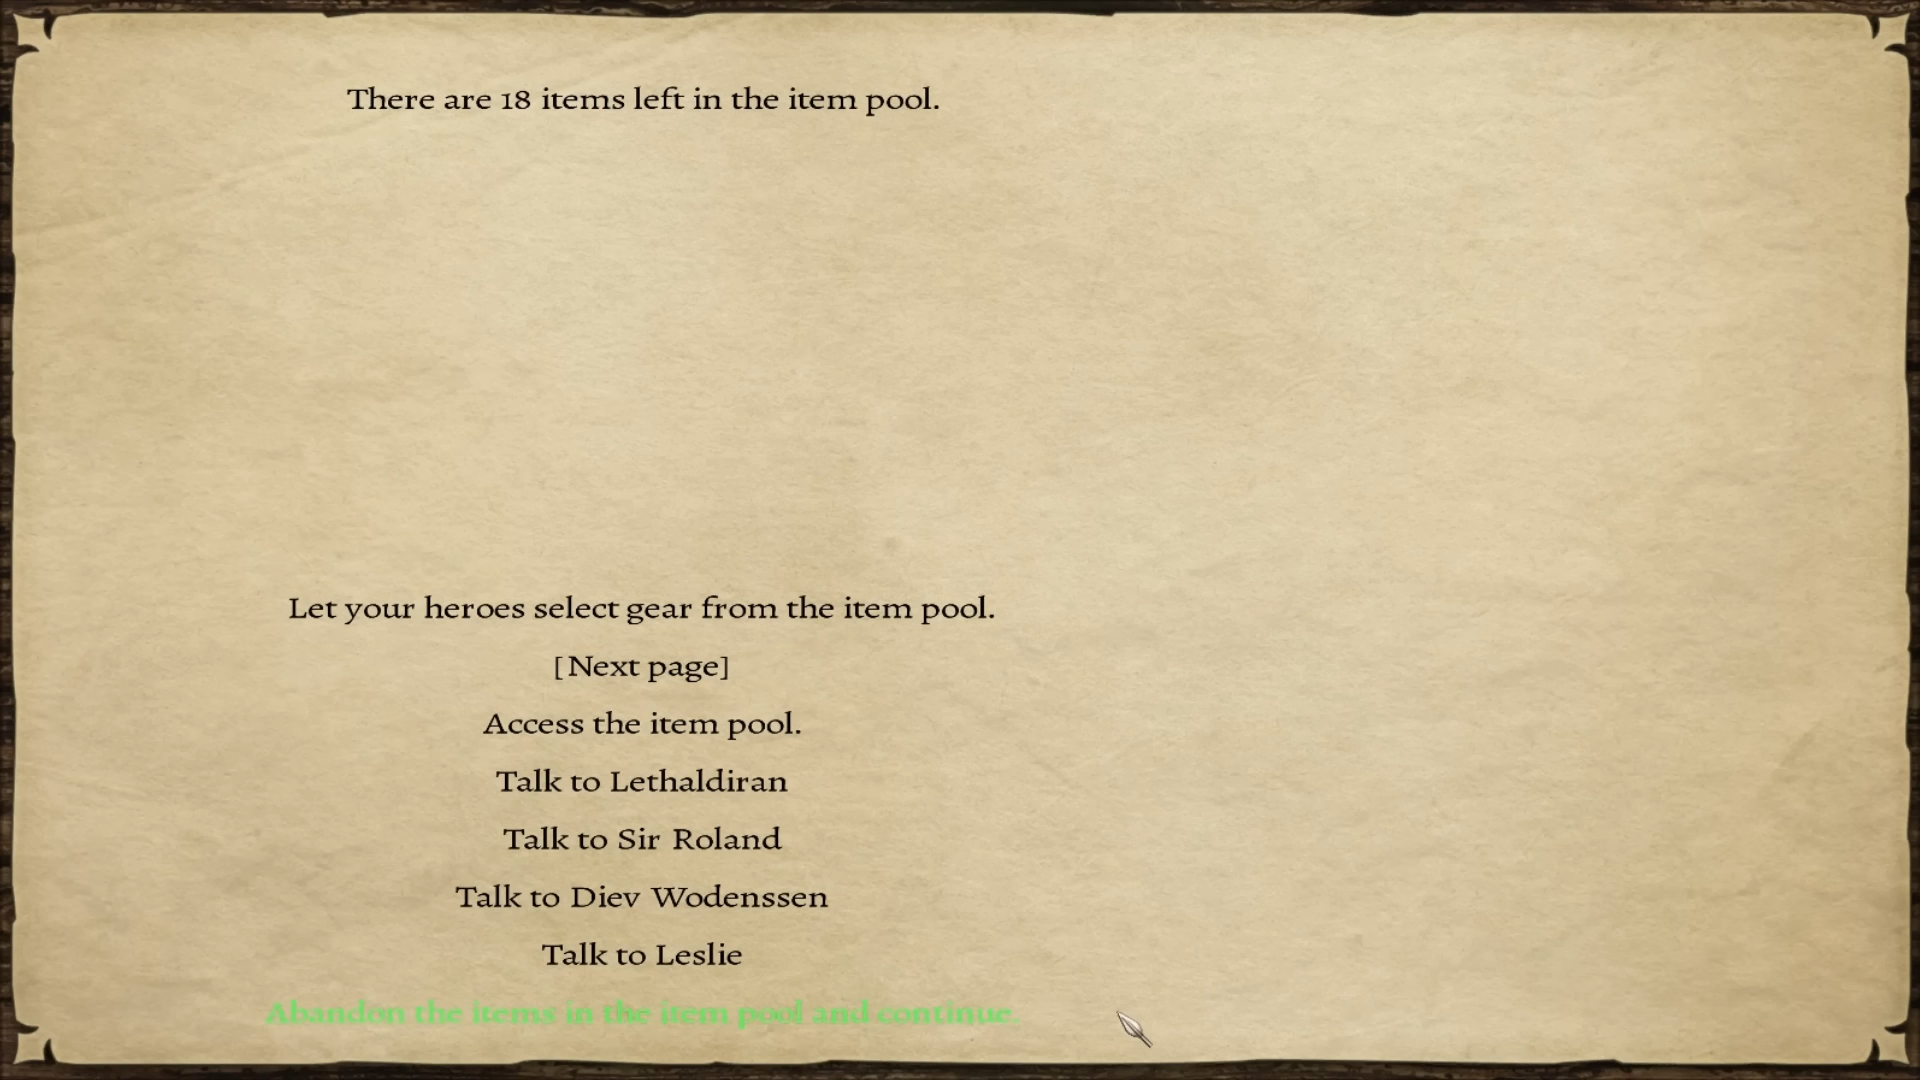 There are 18 items left in the item pool.
Let your heroes select gear from the item pool.
[Next page]
Access the item pool.
Talk to Lethaldiran
Talk to Sir Roland
Talk to Diev Wodenssen
Talk to Leslie
Abandon the items in the item pool and continue.